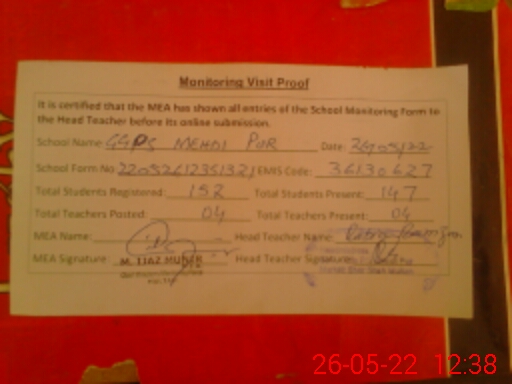 Monitoring Visit Proof
It is certified that the MEA has shown all entries of the School Monitoring Form to
the Head Teacher before its online submission.
School Name GGPS MEHDI PUR Date: 26/05/22
School Form No EMIS Code: 36130627
Total Students Registered: 152 Total Students Present: 147
Total Teachers Posted: 04 Total Teachers Present: 04
MEA Name: Head Teacher Name:
MEA Signature: Head Teacher Signature:
26-05-22 12:38